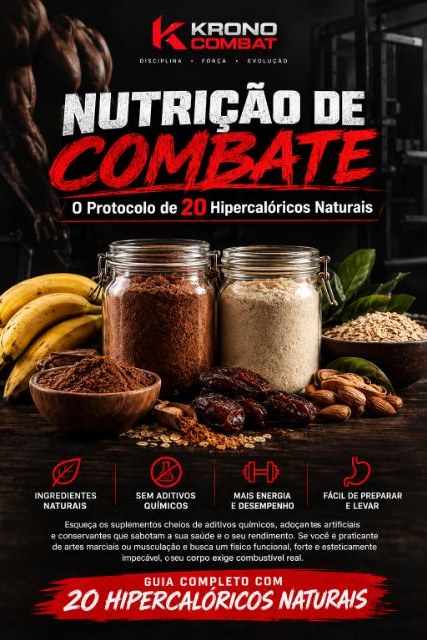 KRONO
COMBAT
DISCIPLINA • FORÇA • EVOLUÇÃO
NUTRIÇÃO DE
COMBATE
O Protocolo de 20 Hipercalóricos Naturais
INGREDIENTES
NATURAIS
SEM ADITIVOS
QUÍMICOS
MAIS ENERGIA
E DESEMPENHO
FÁCIL DE PREPARAR
E LEVAR
Esqueça os suplementos cheios de aditivos químicos, adoçantes artificiais
e conservantes que sabotam a sua saúde e o seu rendimento. Se você é praticante
de artes marciais ou musculação e busca um físico funcional, forte e esteticamente
impecável, o seu corpo exige combustível real.
GUIA COMPLETO COM
20 HIPERCALÓRICOS NATURAIS